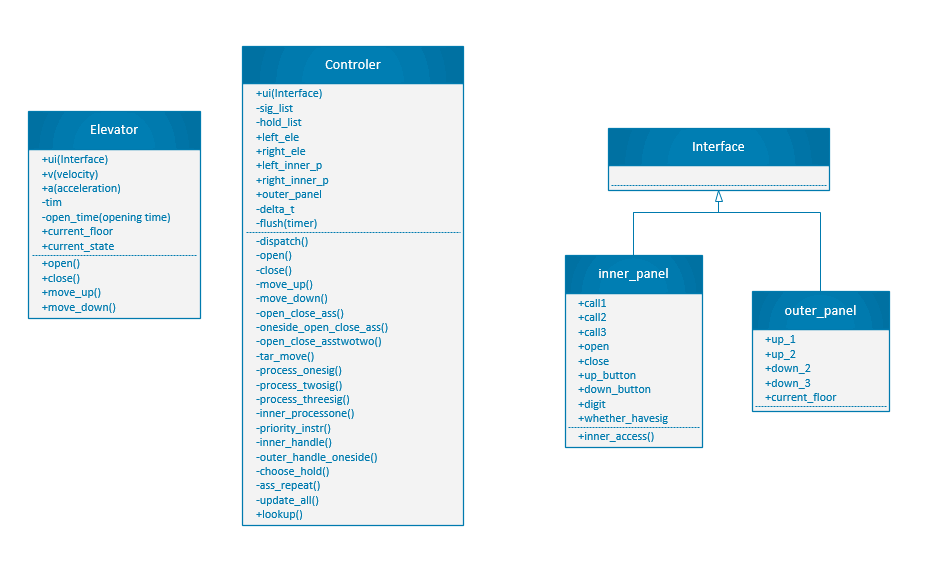 Elevator
+ui(Interface)
+v(velocity)
+a(acceleration)
-tim
-open_time(opening time)
+current_floor
+current_state
+open()
+close()
+move_up()
+move_down()
Controler
+ui(Interface)
-sig_list
-hold_list
+left_ele
+right_ele
+left_inner_p
+right_inner_p
+outer_panel
-delta_t
-flush(timer)
-dispatch()
-open()
-close()
-move_up()
-move_down()
-open_close_ass()
-oneside_open_close_ass()
-open_close_asstwotwo()
-tar_move()
-process_onesig()
-process_twosig()
-process_threesig()
-inner_processone()
-priority_instr()
-inner_handle()
-outer_handle_oneside()
-choose_hold()
-ass_repeat()
-update_all()
+lookup()
Interface
inner_panel
+call1
+call2
+call3
+open
+close
+up_button
+down_button
+digit
+whether_havesig
+inner_access()
outer_panel
+up_1
+up_2
+down_2
+down_3
+current_floor